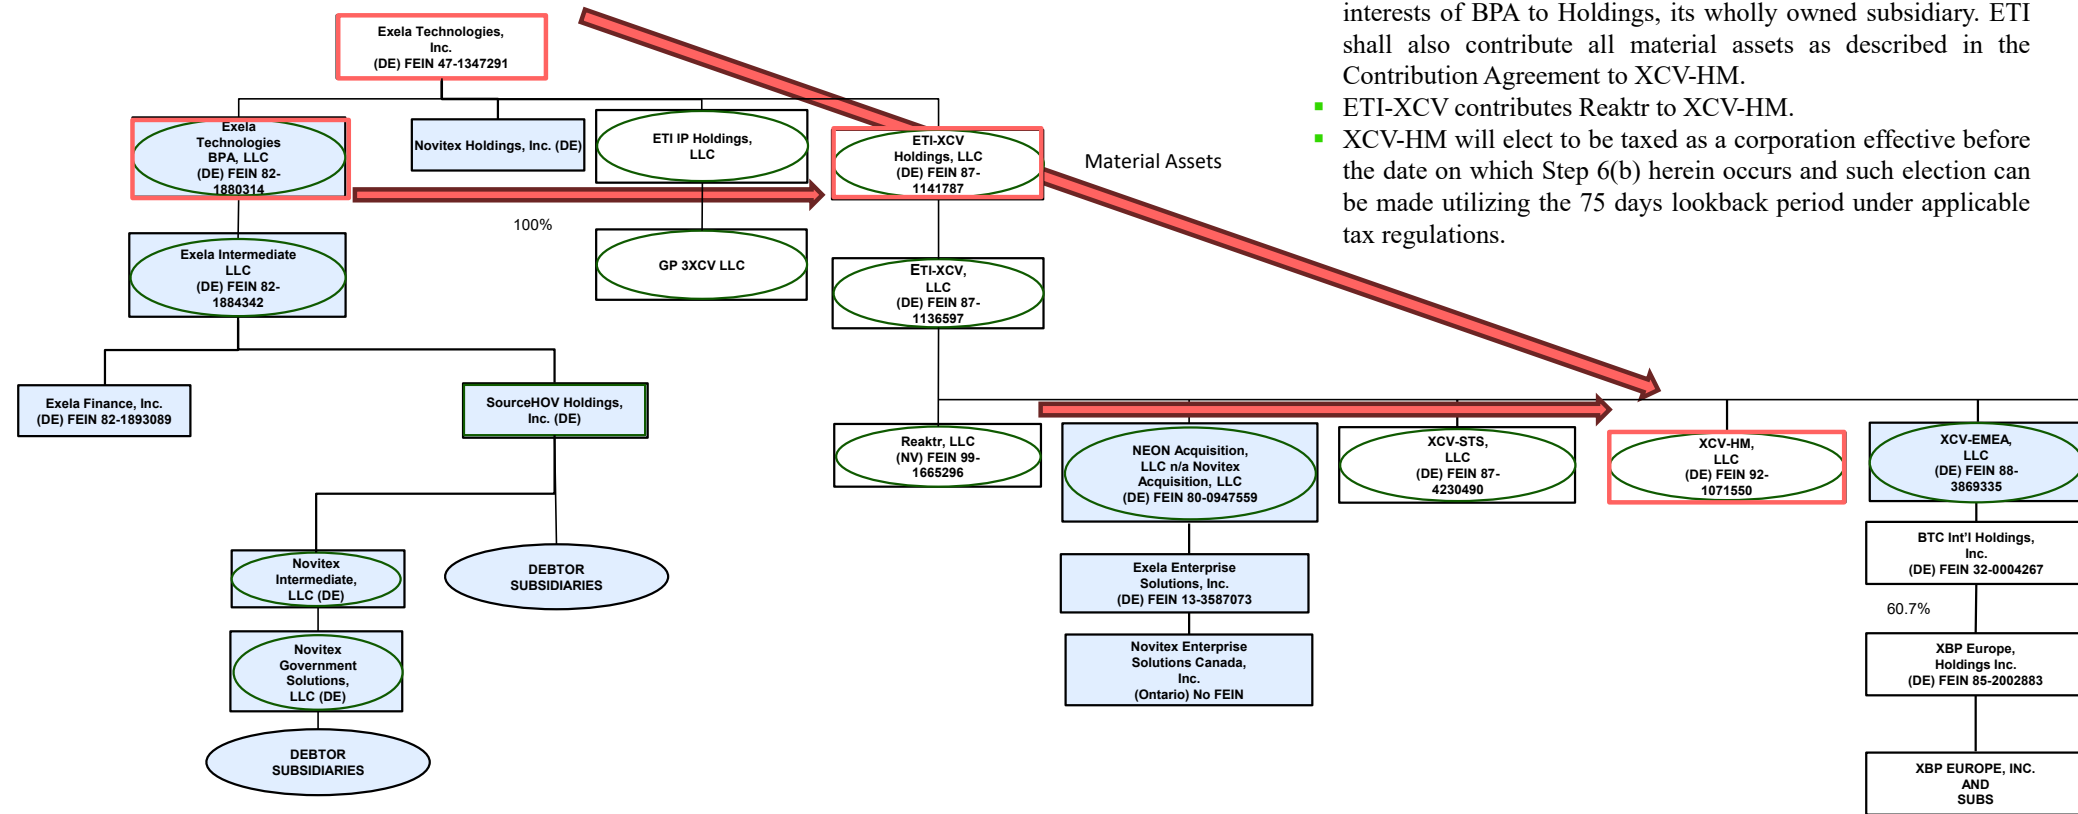 interests of BPA to Holdings, its wholly owned subsidiary. ETI
shall also contribute all material assets as described in the
Contribution Agreement to XCV-HM.
▪ ETI-XCV contributes Reaktr to XCV-HM.
▪ XCV-HM will elect to be taxed as a corporation effective before
the date on which Step 6(b) herein occurs and such election can
be made utilizing the 75 days lookback period under applicable
tax regulations.
Exela Technologies,
Inc.
(DE) FEIN 47-1347291
Exela
Technologies
BPA, LLC
(DE) FEIN 82-
1880314
Novitex Holdings, Inc. (DE)
ETI IP Holdings,
LLC
ETI-XCV
Holdings, LLC
(DE) FEIN 87-
1141787
Material Assets
100%
Exela Intermediate
LLC
(DE) FEIN 82-
1884342
GP 3XCV LLC
ETI-XCV,
LLC
(DE) FEIN 87-
1136597
Exela Finance, Inc.
(DE) FEIN 82-1893089
SourceHOV Holdings,
Inc. (DE)
Reaktr, LLC
(NV) FEIN 99-
1665296
NEON Acquisition,
LLC n/a Novitex
Acquisition, LLC
(DE) FEIN 80-0947559
XCV-STS,
LLC
(DE) FEIN 87-
4230490
XCV-HM,
LLC
(DE) FEIN 92-
1071550
XCV-EMEA,
LLC
(DE) FEIN 88-
3869335
Novitex
Intermediate,
LLC (DE)
DEBTOR
SUBSIDIARIES
Exela Enterprise
Solutions, Inc.
(DE) FEIN 13-3587073
BTC Int'l Holdings,
Inc.
(DE) FEIN 32-0004267
60.7%
Novitex
Government
Solutions,
LLC (DE)
Novitex Enterprise
Solutions Canada,
Inc.
(Ontario) No FEIN
XBP Europe,
Holdings Inc.
(DE) FEIN 85-2002883
DEBTOR
SUBSIDIARIES
XBP EUROPE, INC.
AND
SUBS